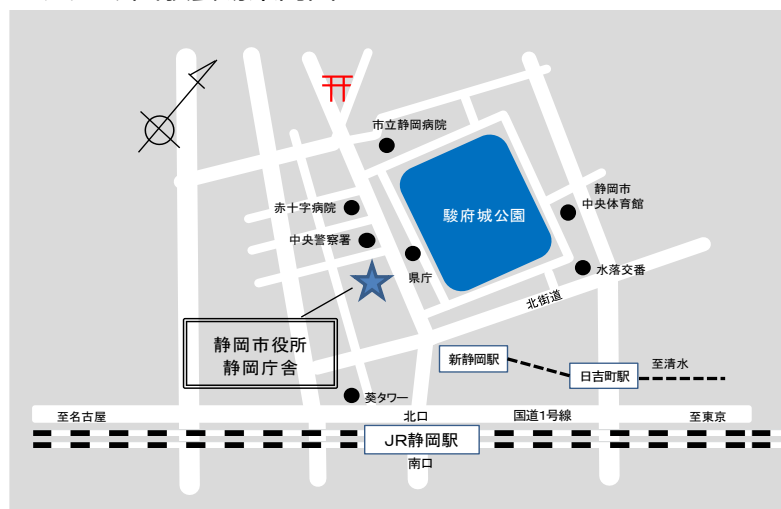 市立静岡病院
静岡市
中央体育館
赤十字病院
駿府城公園
中央警察署
県庁
水落交番
北街道
静岡市役所
静岡庁舎
新静岡駅
日吉町駅
至清水
葵タワー
至名古屋
北口
国道1号線
至東京
JR静岡駅
南口